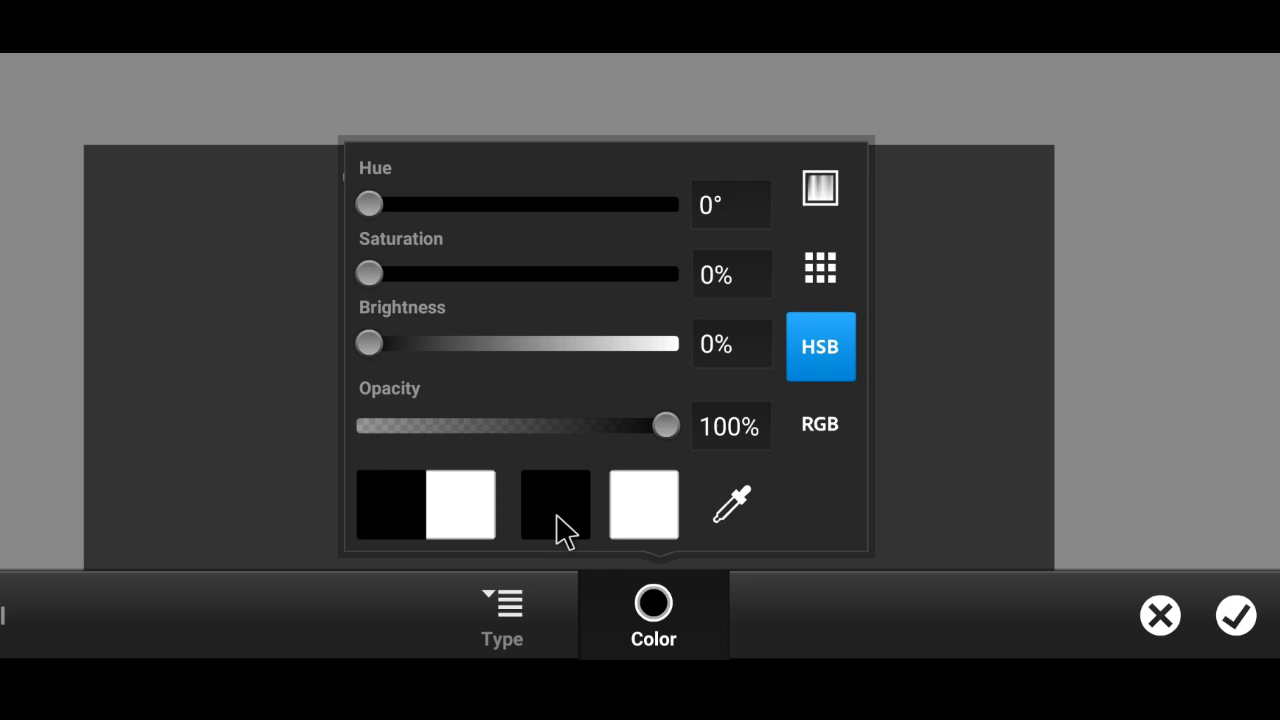 Hue
0°
Saturation
0%
Brightness
0%
HSB
Opacity
100%
RGB
Type
Color